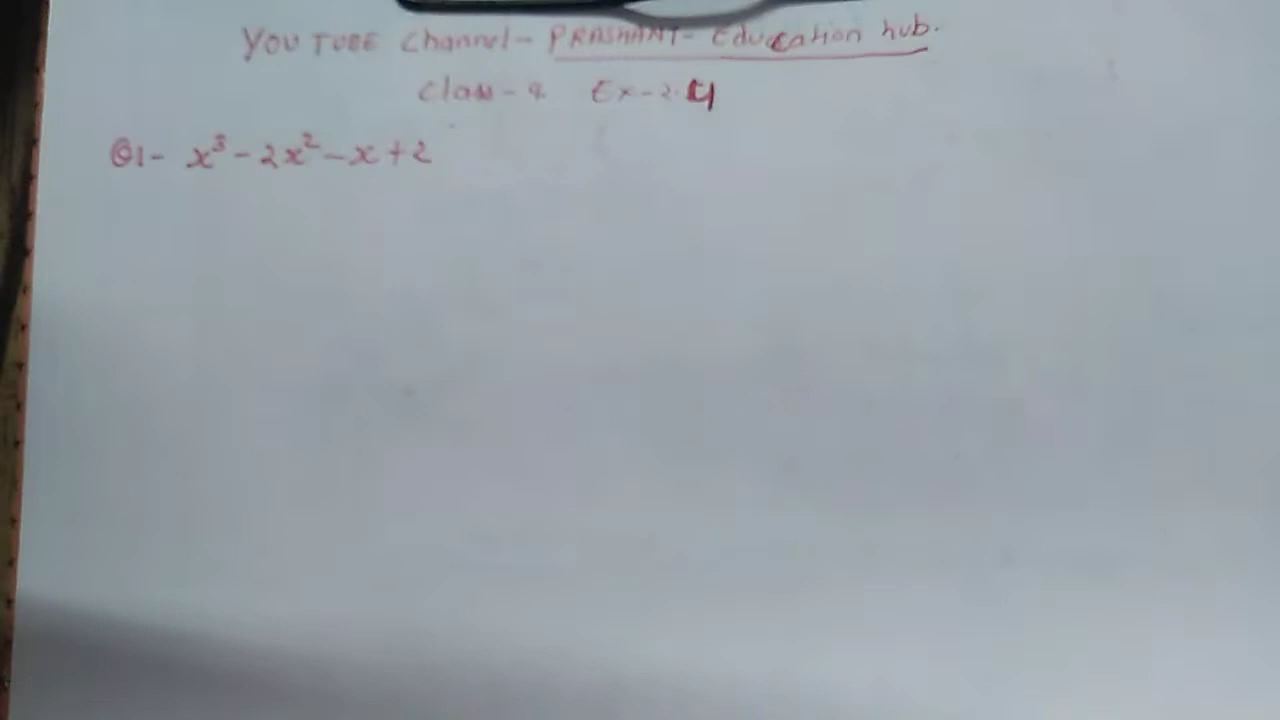 YOU TUBE Channel- PRASHANT- Education hub.
Class - 9 Ex-2.4
Q1- x³-2x²-x+2